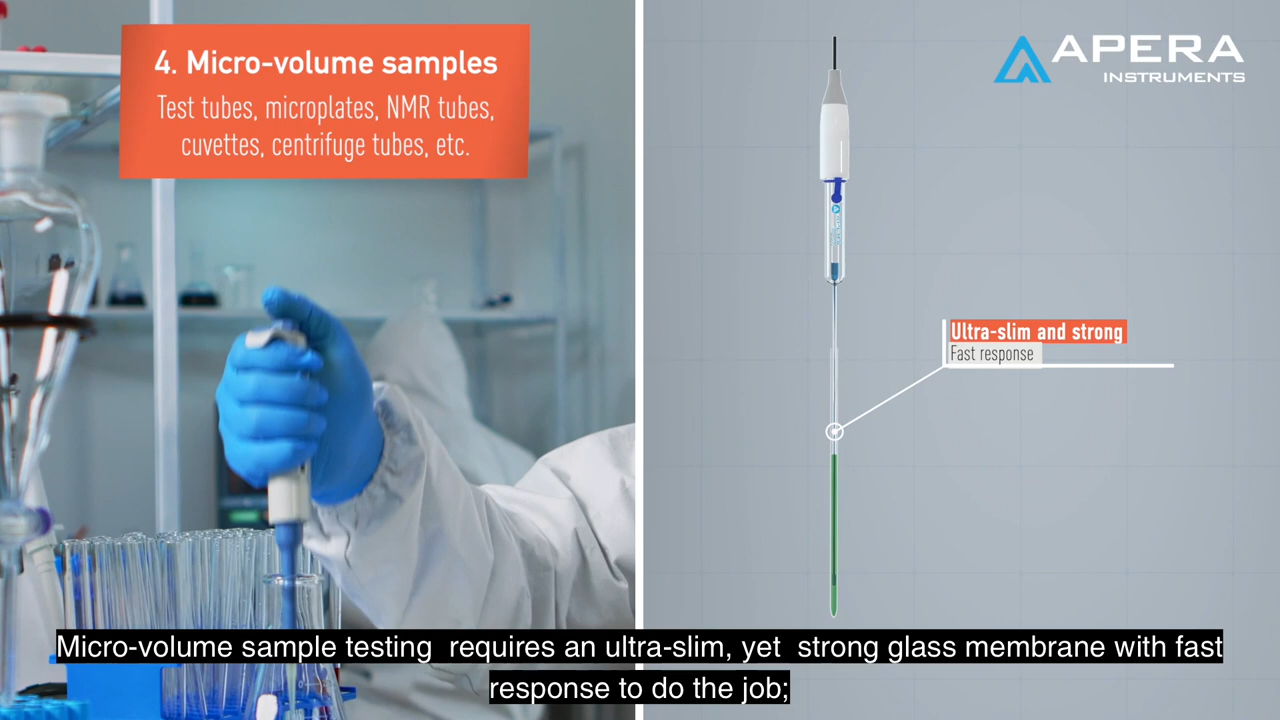 4. Micro-volume samples
Test tubes, microplates, NMR tubes,
cuvettes, centrifuge tubes, etc.
APERA
INSTRUMENTS
Ultra-slim and strong
Fast response
Micro-volume sample testing requires an ultra-slim, yet strong glass membrane with fast
response to do the job;